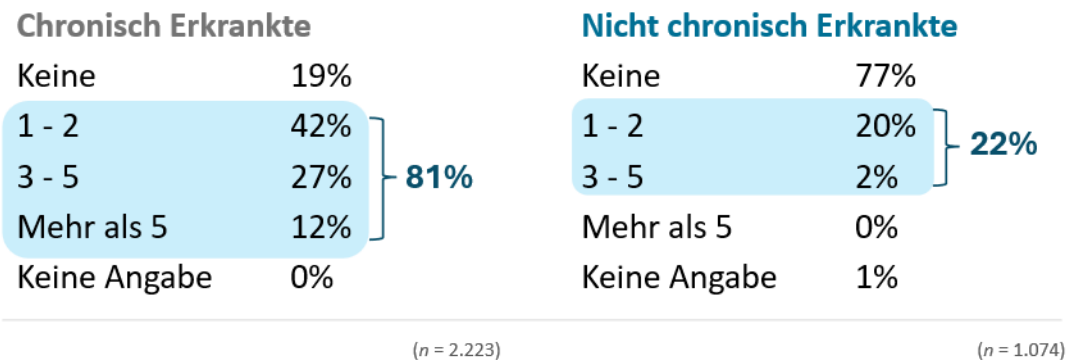 Chronisch Erkrankte
Keine 19%
1 - 2 42%
3 - 5 27%
Mehr als 5 12%
Keine Angabe 0%
81%
(n = 2.223)
Nicht chronisch Erkrankte
Keine 77%
1 - 2 20%
3 - 5 2%
Mehr als 5 0%
Keine Angabe 1%
22%
(n = 1.074)